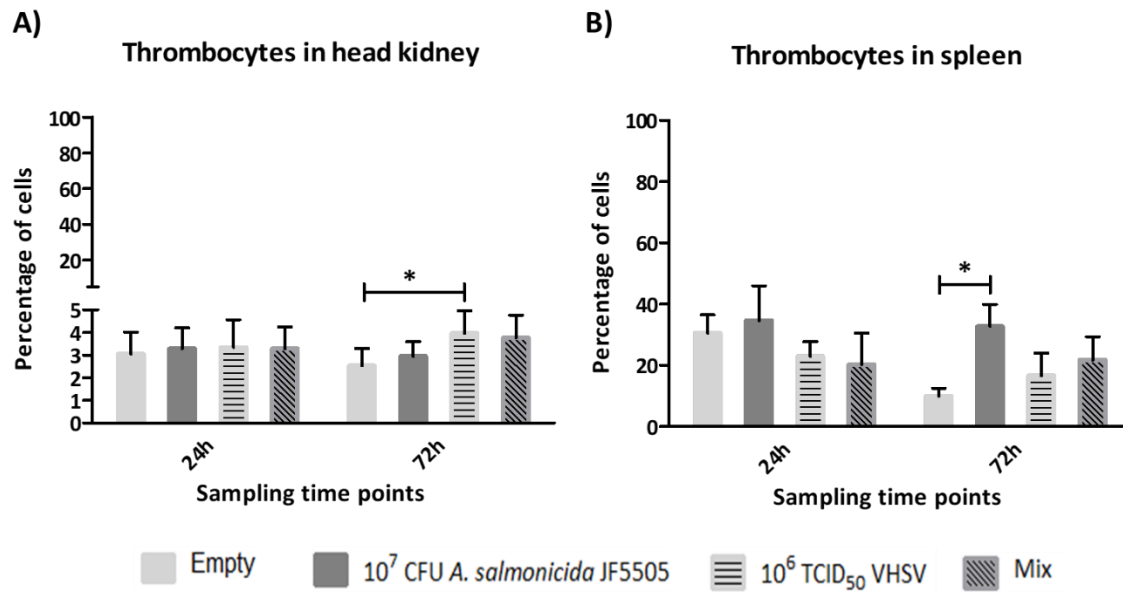 A)
Thrombocytes in head kidney
Percentage of cells
100
80
60
40
20
5
4
3
2
1
0
*
24h
72h
Sampling time points
B)
Thrombocytes in spleen
Percentage of cells
100
80
60
40
20
0
*
24h
72h
Sampling time points
Empty
10⁷ CFU A. salmonicida JF5505
10⁶ TCID₅₀ VHSV
Mix